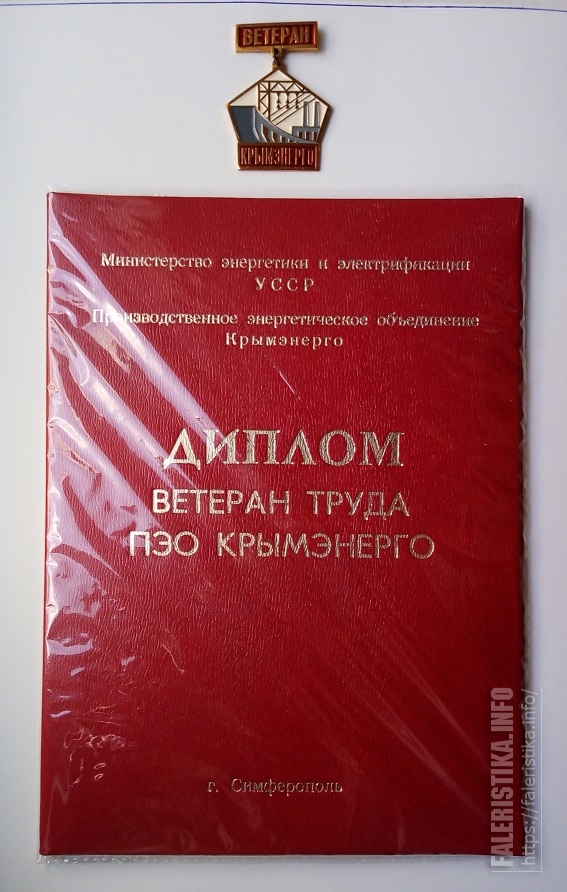 ВЕТЕРАН
КРЫМЭНЕРГО
Министерство энергетики и электрификации
УССР
Производственное энергетическое объединение
Крымэнерго
ДИПЛОМ
ВЕТЕРАН ТРУДА
ПЭО КРЫМЭНЕРГО
г. Симферополь
FALERISTIKA.INFO
https://faleristika.info/